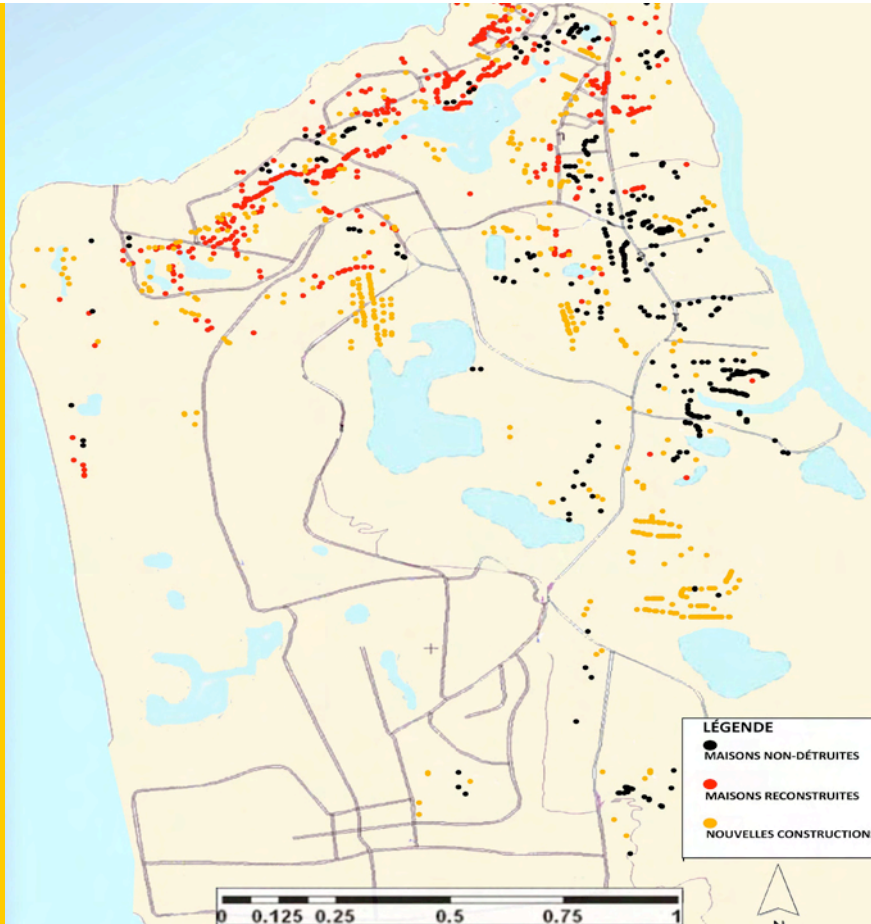 LÉGENDE
MAISONS NON-DÉTRUITES
MAISONS RECONSTRUITES
NOUVELLES CONSTRUCTION
0 0.125 0.25 0.5 0.75 1
N